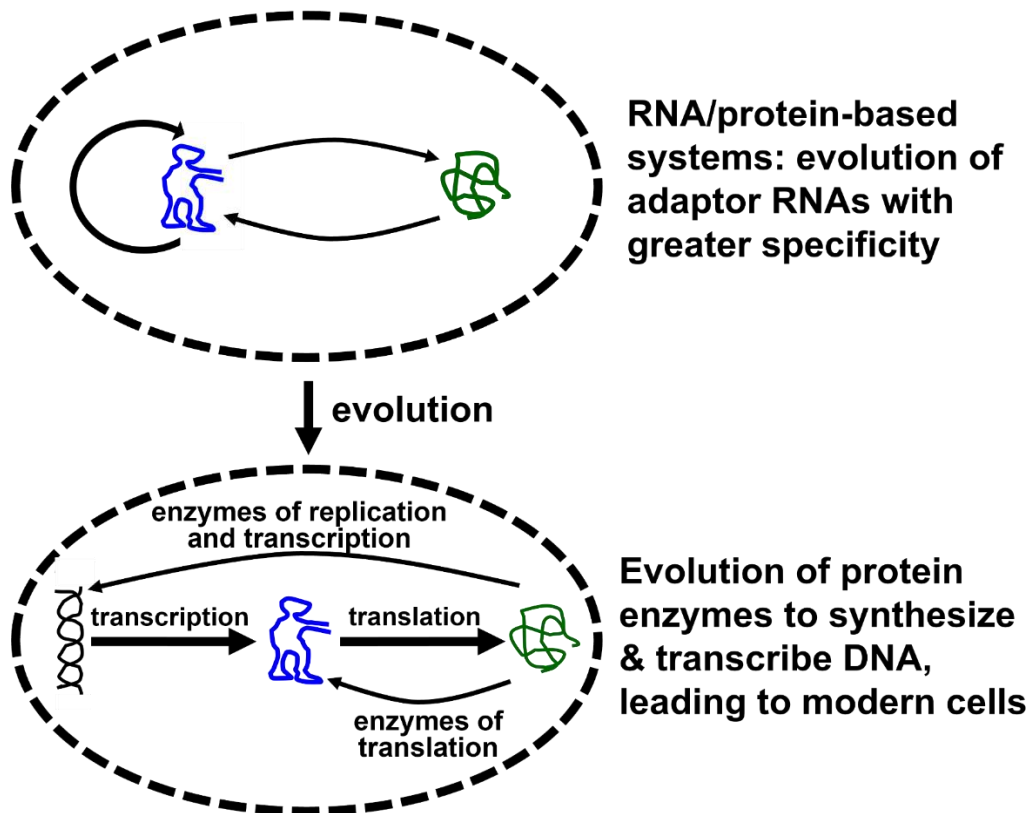 RNA/protein-based
systems: evolution of
adaptor RNAs with
greater specificity
evolution
enzymes of replication
and transcription
transcription
translation
enzymes of
translation
Evolution of protein
enzymes to synthesize
& transcribe DNA,
leading to modern cells